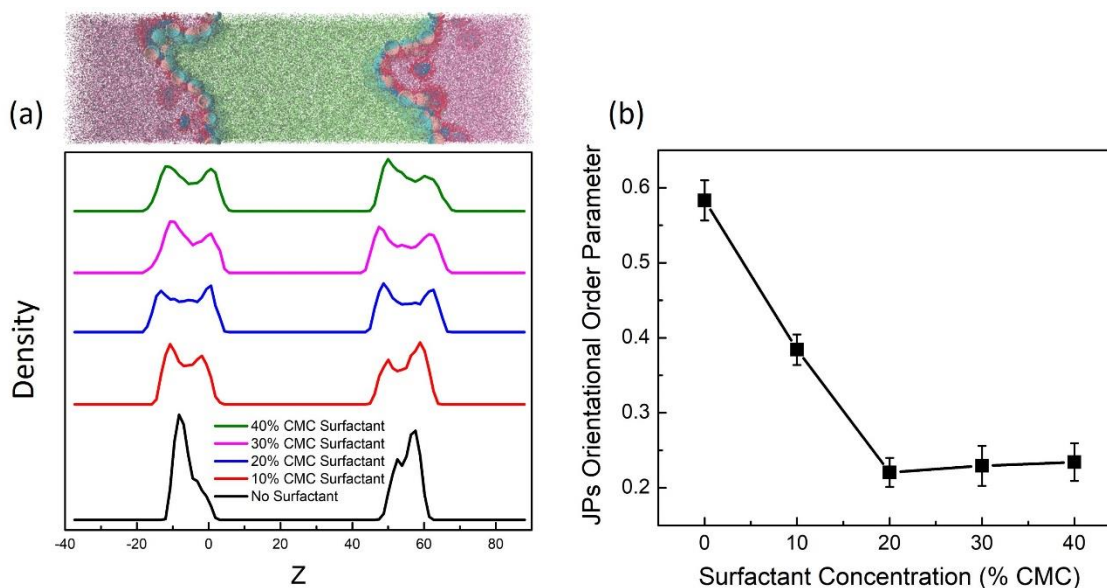 (a)
Density
40% CMC Surfactant
30% CMC Surfactant
20% CMC Surfactant
10% CMC Surfactant
No Surfactant
-40 -20 0 20 40 60 80
Z
(b)
JPs Orientational Order Parameter
0.6
0.5
0.4
0.3
0.2
0 10 20 30 40
Surfactant Concentration (% CMC)